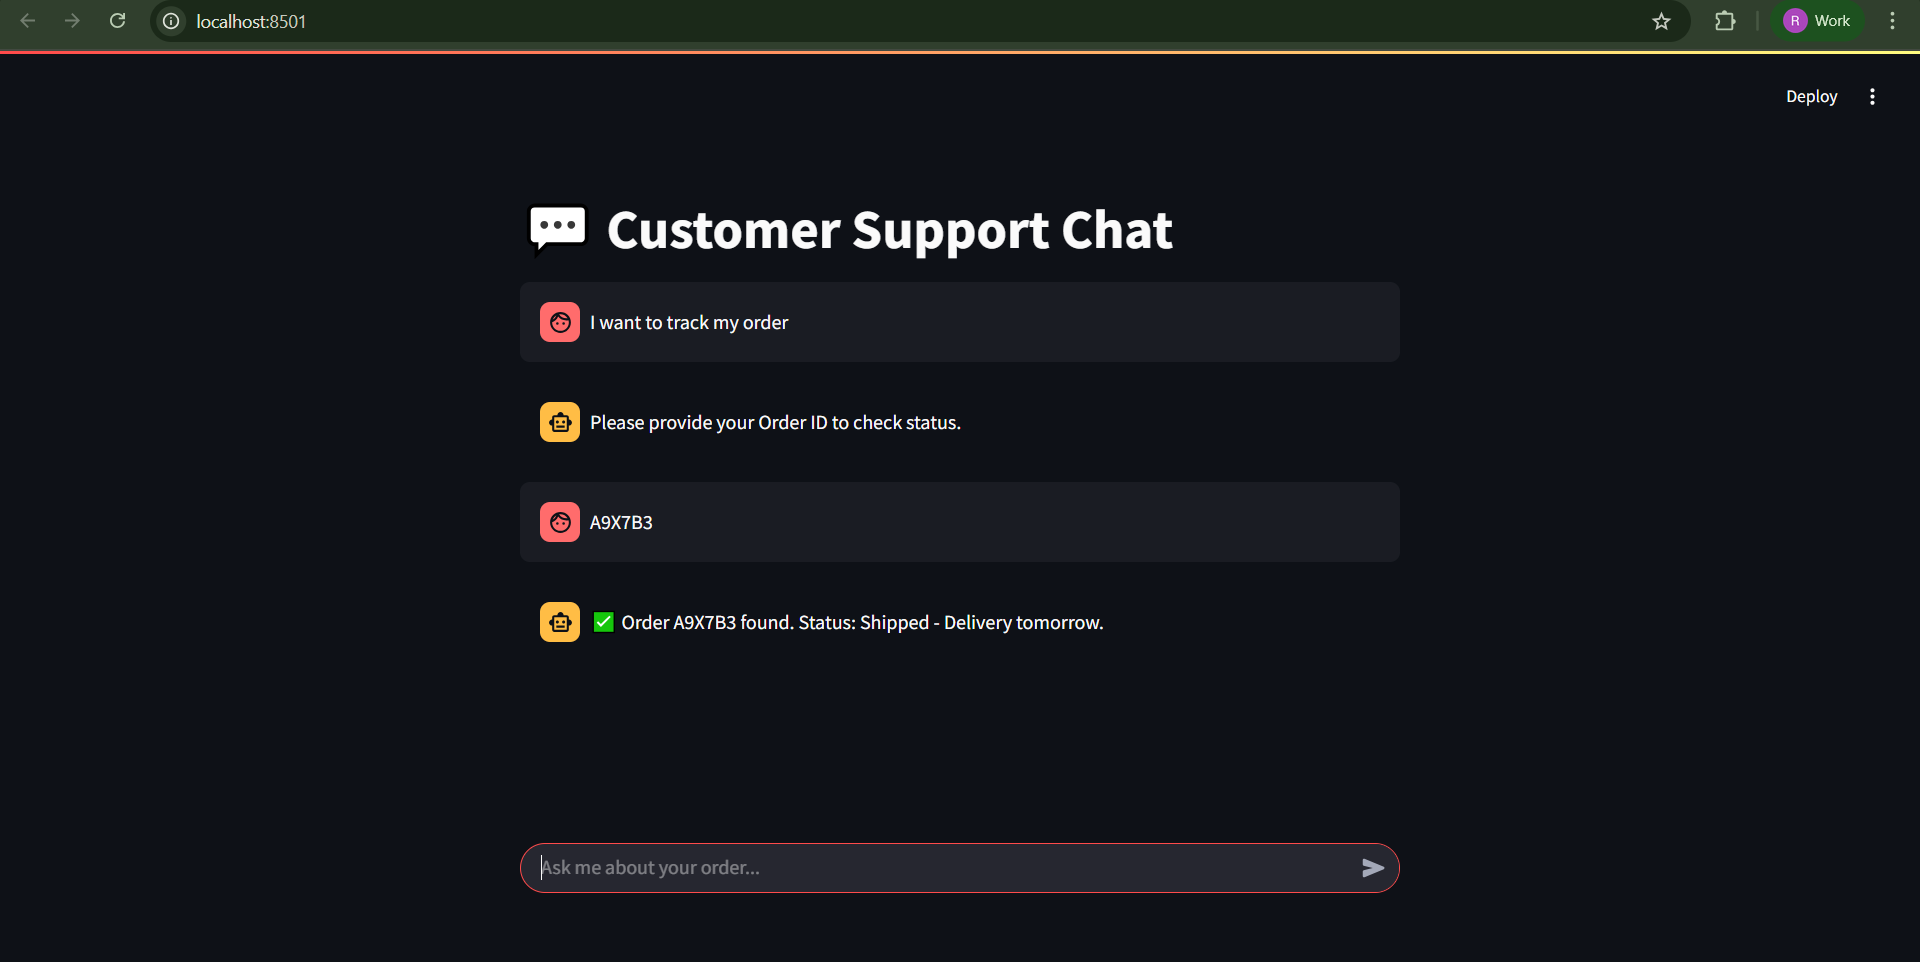 localhost:8501
R Work
Deploy
Customer Support Chat
I want to track my order
Please provide your Order ID to check status.
A9X7B3
✅ Order A9X7B3 found. Status: Shipped - Delivery tomorrow.
Ask me about your order...